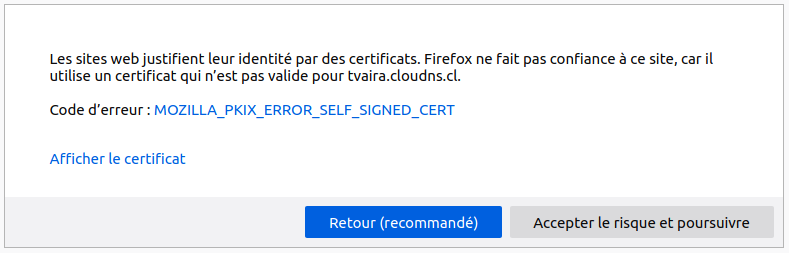 Les sites web justifient leur identité par des certificats. Firefox ne fait pas confiance à ce site, car il
utilise un certificat qui n’est pas valide pour tvaira.cloudns.cl.
Code d’erreur : MOZILLA_PKIX_ERROR_SELF_SIGNED_CERT
Afficher le certificat
Retour (recommandé)
Accepter le risque et poursuivre